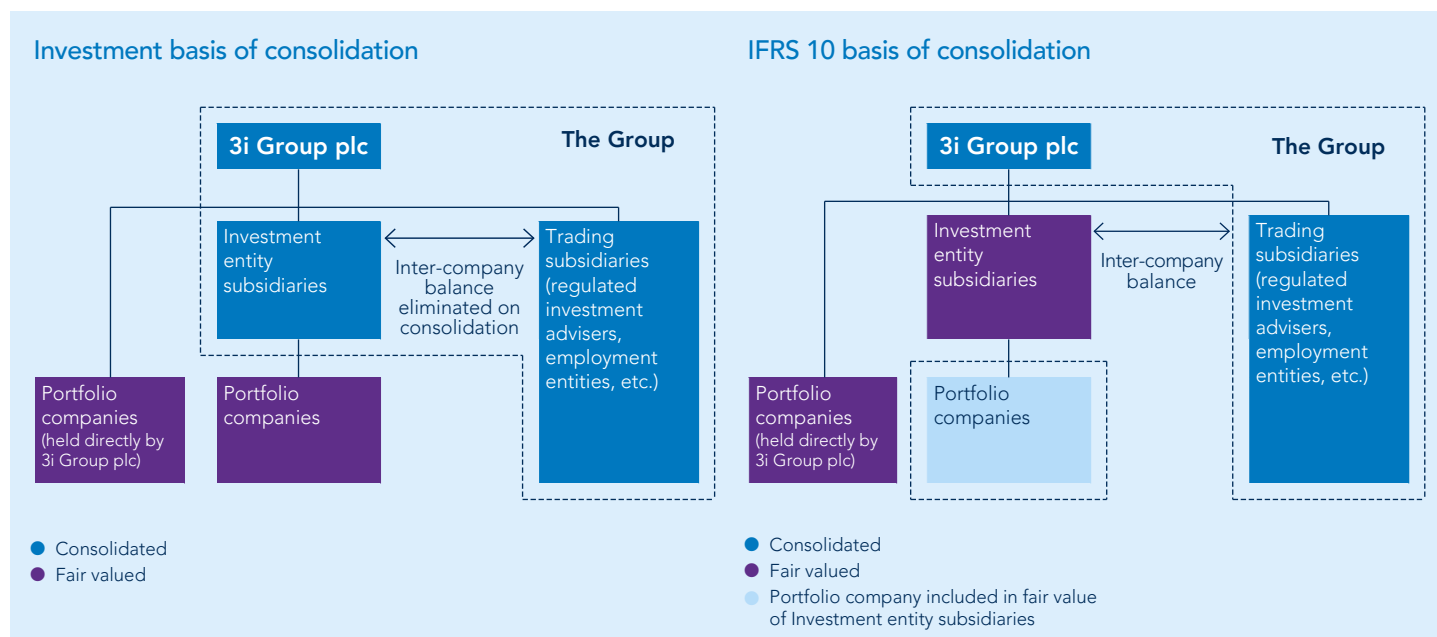 Investment basis of consolidation
3i Group plc
The Group
Investment
entity
subsidiaries
Inter-company
balance
eliminated on
consolidation
Trading
subsidiaries
(regulated
investment
advisers,
employment
entities, etc.)
Portfolio
companies
(held directly by
3i Group plc)
Portfolio
companies
Consolidated
Fair valued
IFRS 10 basis of consolidation
3i Group plc
The Group
Investment
entity
subsidiaries
Inter-company
balance
Trading
subsidiaries
(regulated
investment
advisers,
employment
entities, etc.)
Portfolio
companies
(held directly by
3i Group plc)
Portfolio
companies
Consolidated
Fair valued
Portfolio company included in fair value
of Investment entity subsidiaries